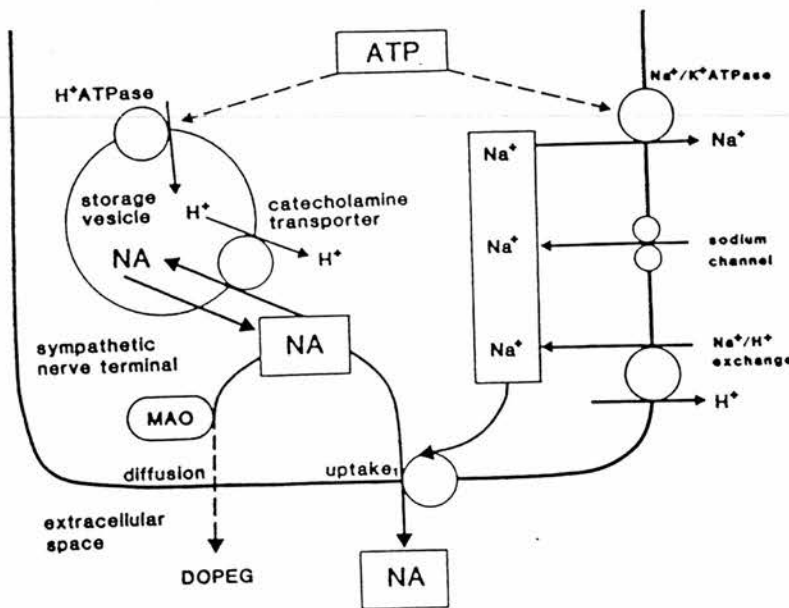 ATP
H⁺ATPase
Na⁺/K⁺ATPase
Na⁺
Na⁺
storage
vesicle
H⁺
catecholamine
transporter
H⁺
NA
Na⁺
sodium
channel
sympathetic
nerve terminal
NA
Na⁺
Na⁺/H⁺
exchange
H⁺
MAO
diffusion
uptake₁
extracellular
space
DOPEG
NA